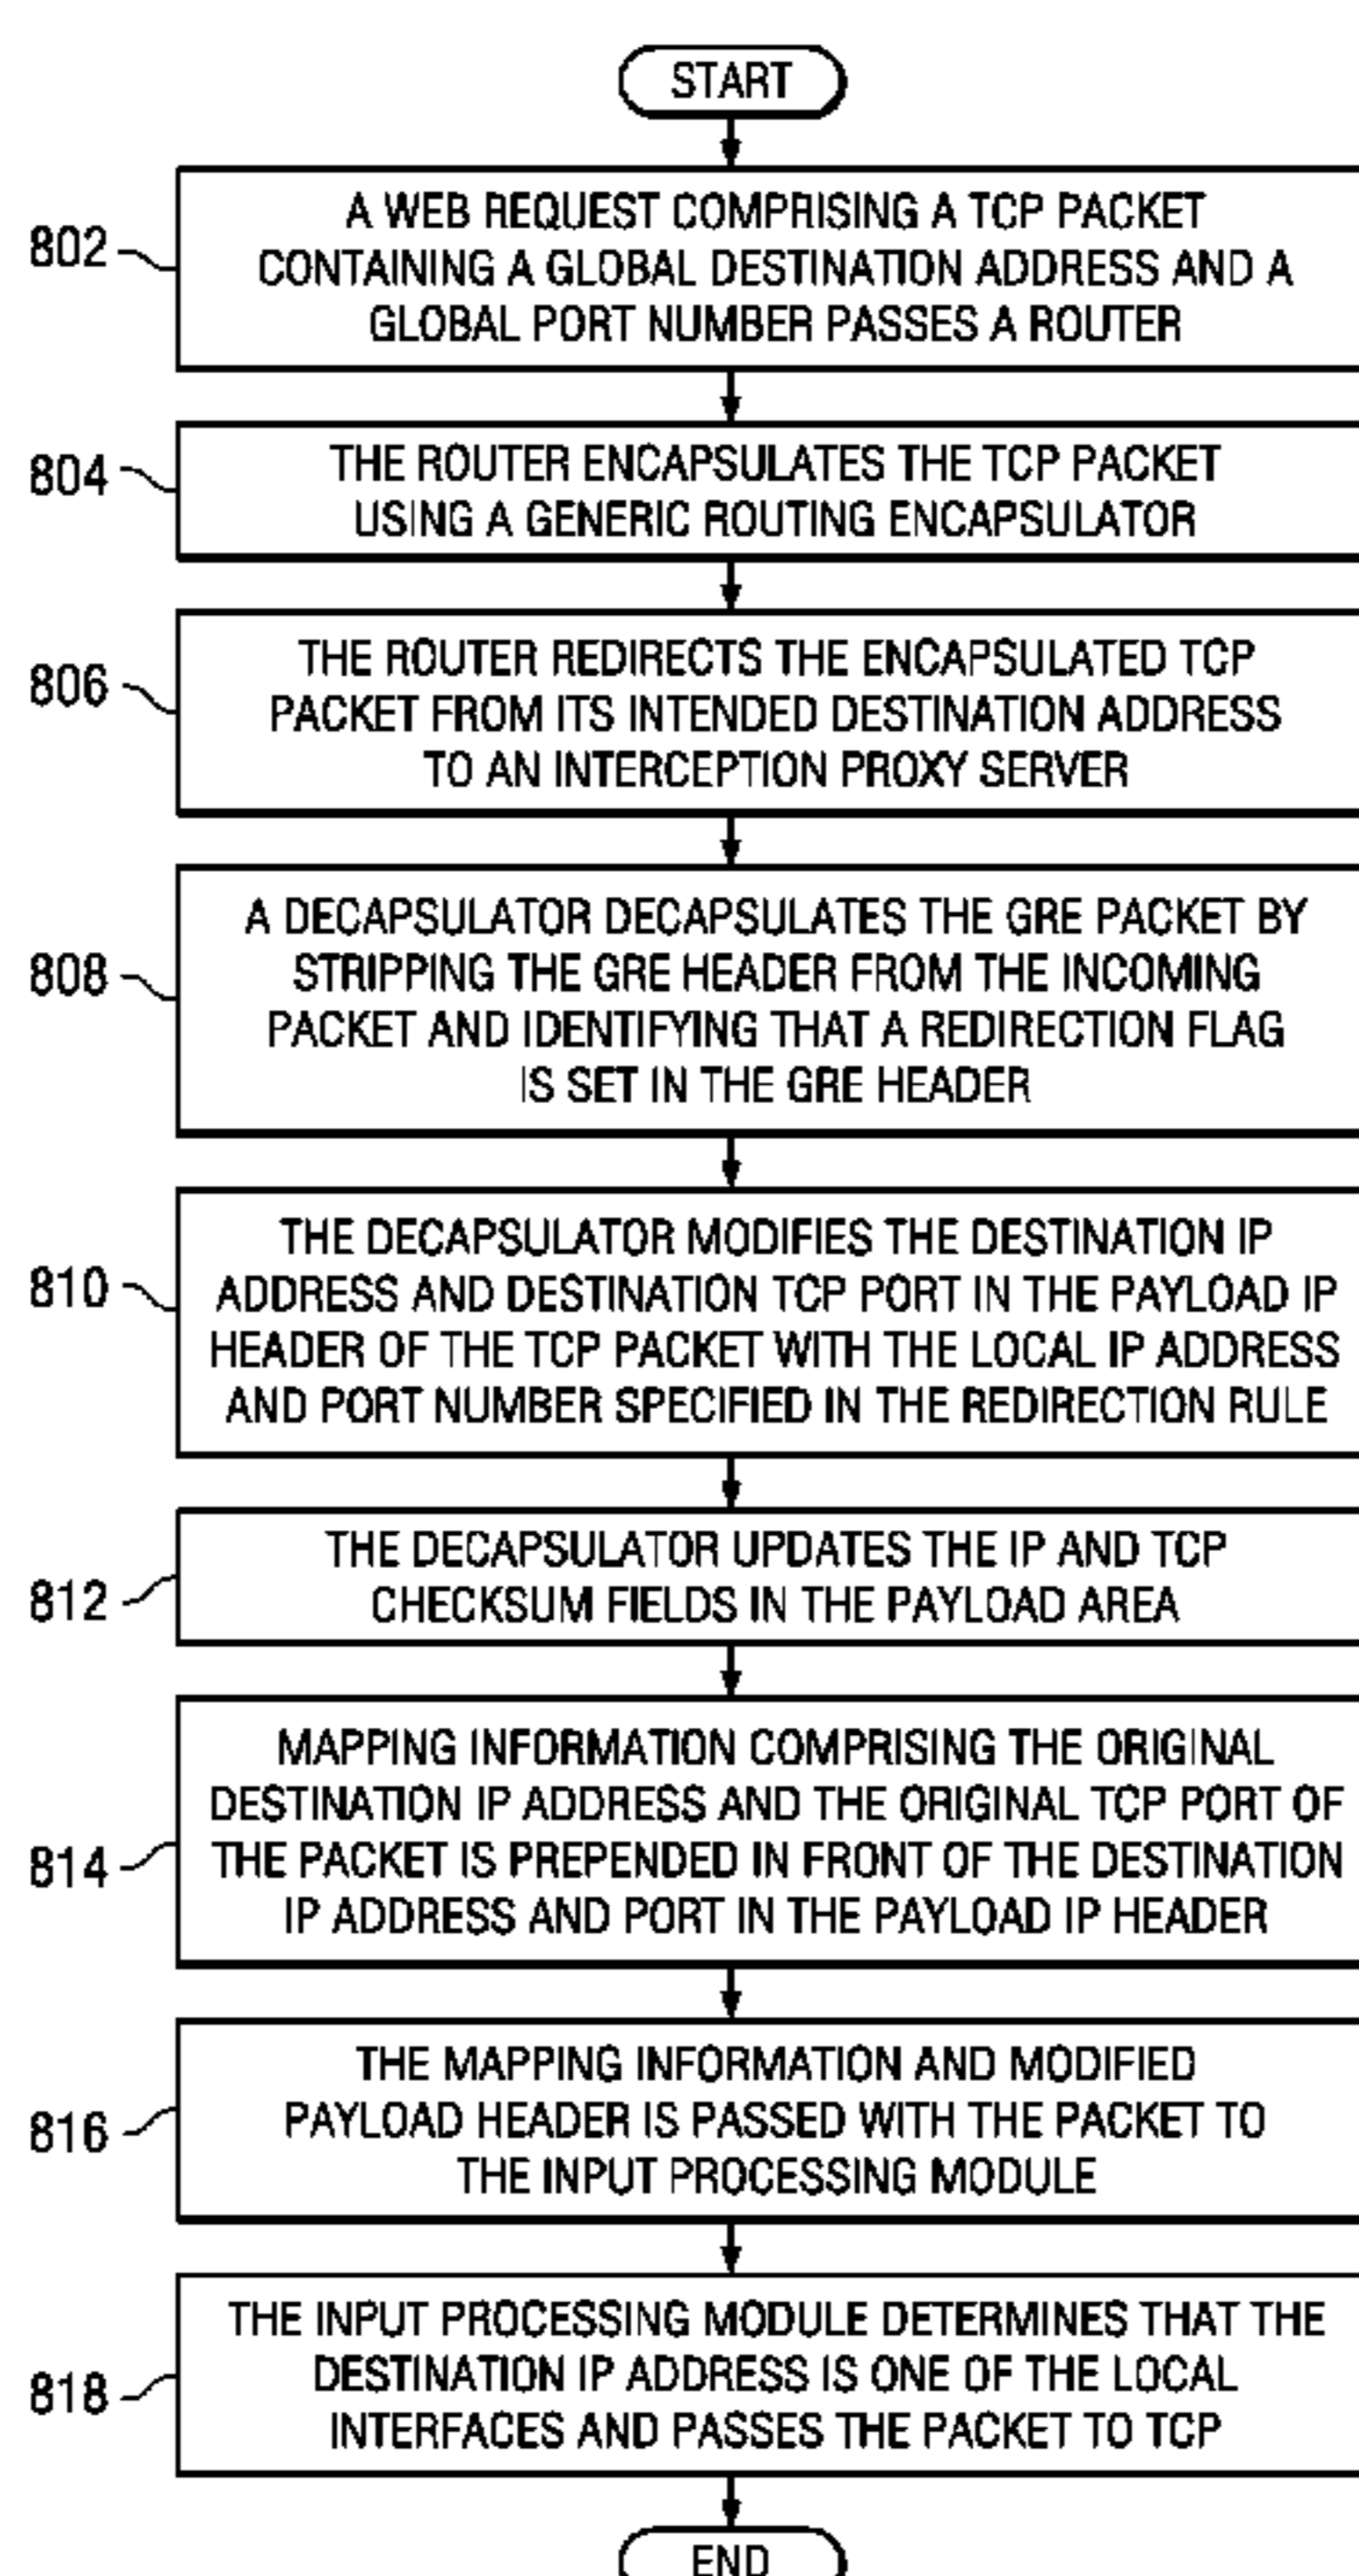 START
802
A WEB REQUEST COMPRISING A TCP PACKET
CONTAINING A GLOBAL DESTINATION ADDRESS AND A
GLOBAL PORT NUMBER PASSES A ROUTER
804
THE ROUTER ENCAPSULATES THE TCP PACKET
USING A GENERIC ROUTING ENCAPSULATOR
806
THE ROUTER REDIRECTS THE ENCAPSULATED TCP
PACKET FROM ITS INTENDED DESTINATION ADDRESS
TO AN INTERCEPTION PROXY SERVER
808
A DECAPSULATOR DECAPSULATES THE GRE PACKET BY
STRIPPING THE GRE HEADER FROM THE INCOMING
PACKET AND IDENTIFYING THAT A REDIRECTION FLAG
IS SET IN THE GRE HEADER
810
THE DECAPSULATOR MODIFIES THE DESTINATION IP
ADDRESS AND DESTINATION TCP PORT IN THE PAYLOAD IP
HEADER OF THE TCP PACKET WITH THE LOCAL IP ADDRESS
AND PORT NUMBER SPECIFIED IN THE REDIRECTION RULE
812
THE DECAPSULATOR UPDATES THE IP AND TCP
CHECKSUM FIELDS IN THE PAYLOAD AREA
814
MAPPING INFORMATION COMPRISING THE ORIGINAL
DESTINATION IP ADDRESS AND THE ORIGINAL TCP PORT OF
THE PACKET IS PREPENDED IN FRONT OF THE DESTINATION
IP ADDRESS AND PORT IN THE PAYLOAD IP HEADER
816
THE MAPPING INFORMATION AND MODIFIED
PAYLOAD HEADER IS PASSED WITH THE PACKET TO
THE INPUT PROCESSING MODULE
818
THE INPUT PROCESSING MODULE DETERMINES THAT THE
DESTINATION IP ADDRESS IS ONE OF THE LOCAL
INTERFACES AND PASSES THE PACKET TO TCP
END